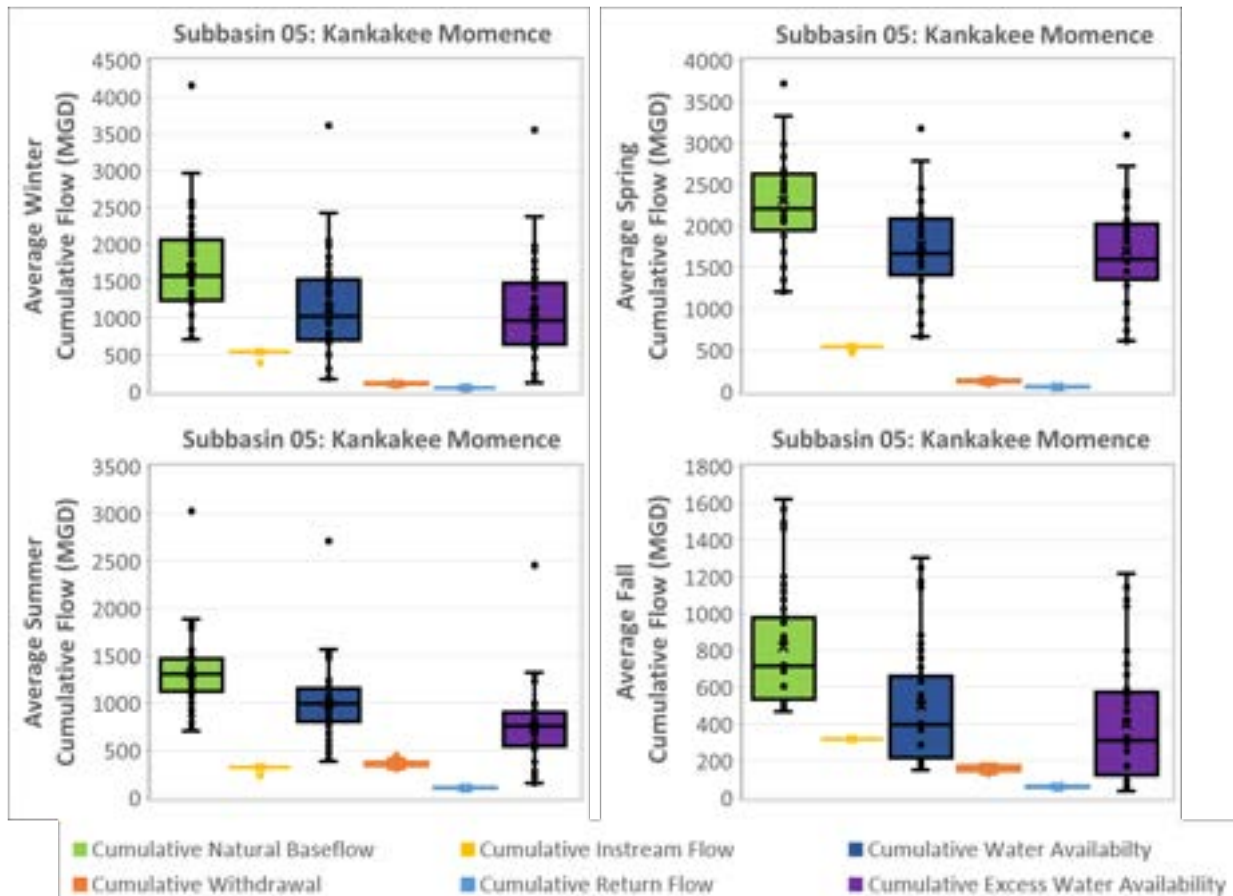 Subbasin 05: Kankakee Momence
Average Winter
Cumulative Flow (MGD)
4500
4000
3500
3000
2500
2000
1500
1000
500
0
Subbasin 05: Kankakee Momence
Average Spring
Cumulative Flow (MGD)
4000
3500
3000
2500
2000
1500
1000
500
0
Subbasin 05: Kankakee Momence
Average Summer
Cumulative Flow (MGD)
3500
3000
2500
2000
1500
1000
500
0
Subbasin 05: Kankakee Momence
Average Fall
Cumulative Flow (MGD)
1800
1600
1400
1200
1000
800
600
400
200
0
Cumulative Natural Baseflow
Cumulative Instream Flow
Cumulative Water Availabilty
Cumulative Withdrawal
Cumulative Return Flow
Cumulative Excess Water Availability